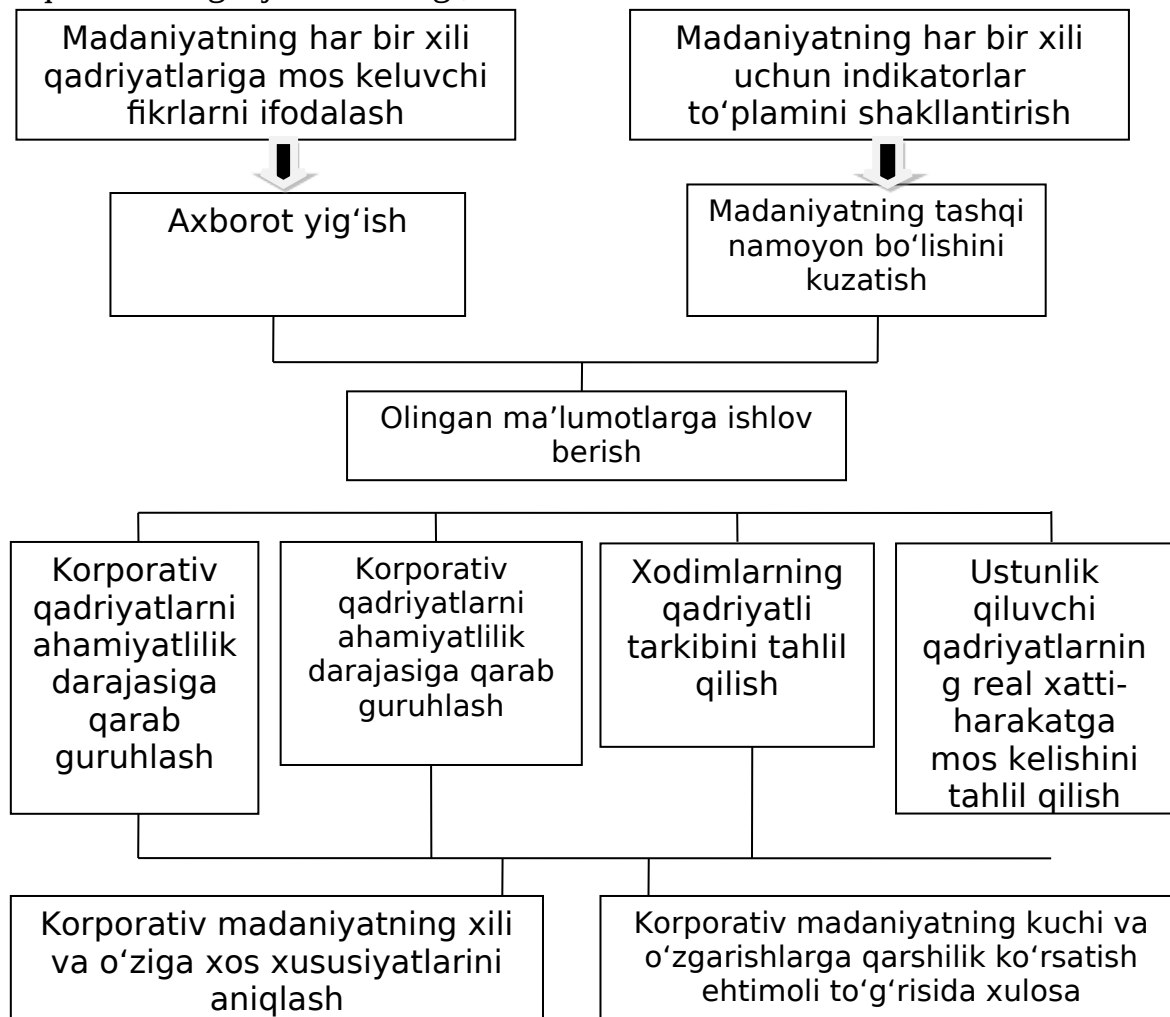 Madaniyatning har bir xili
qadriyatlariga mos keluvchi
fikrlarni ifodalash
Madaniyatning har bir xili
uchun indikatorlar
to‘plamini shakllantirish
Axborot yig‘ish
Madaniyatning tashqi
namoyon bo‘lishini
kuzatish
Olingan ma’lumotlarga ishlov
berish
Korporativ
qadriyatlarni
ahamiyatlilik
darajasiga
qarab
guruhlash
Korporativ
qadriyatlarni
ahamiyatlilik
darajasiga qarab
guruhlash
Xodimlarning
qadriyatli
tarkibini tahlil
qilish
Ustunlik
qiluvchi
qadriyatlarnin
g real xatti-
harakatga
mos kelishini
tahlil qilish
Korporativ madaniyatning xili
va o‘ziga xos xususiyatlarini
aniqlash
Korporativ madaniyatning kuchi va
o‘zgarishlarga qarshilik ko‘rsatish
ehtimoli to‘g‘risida xulosa